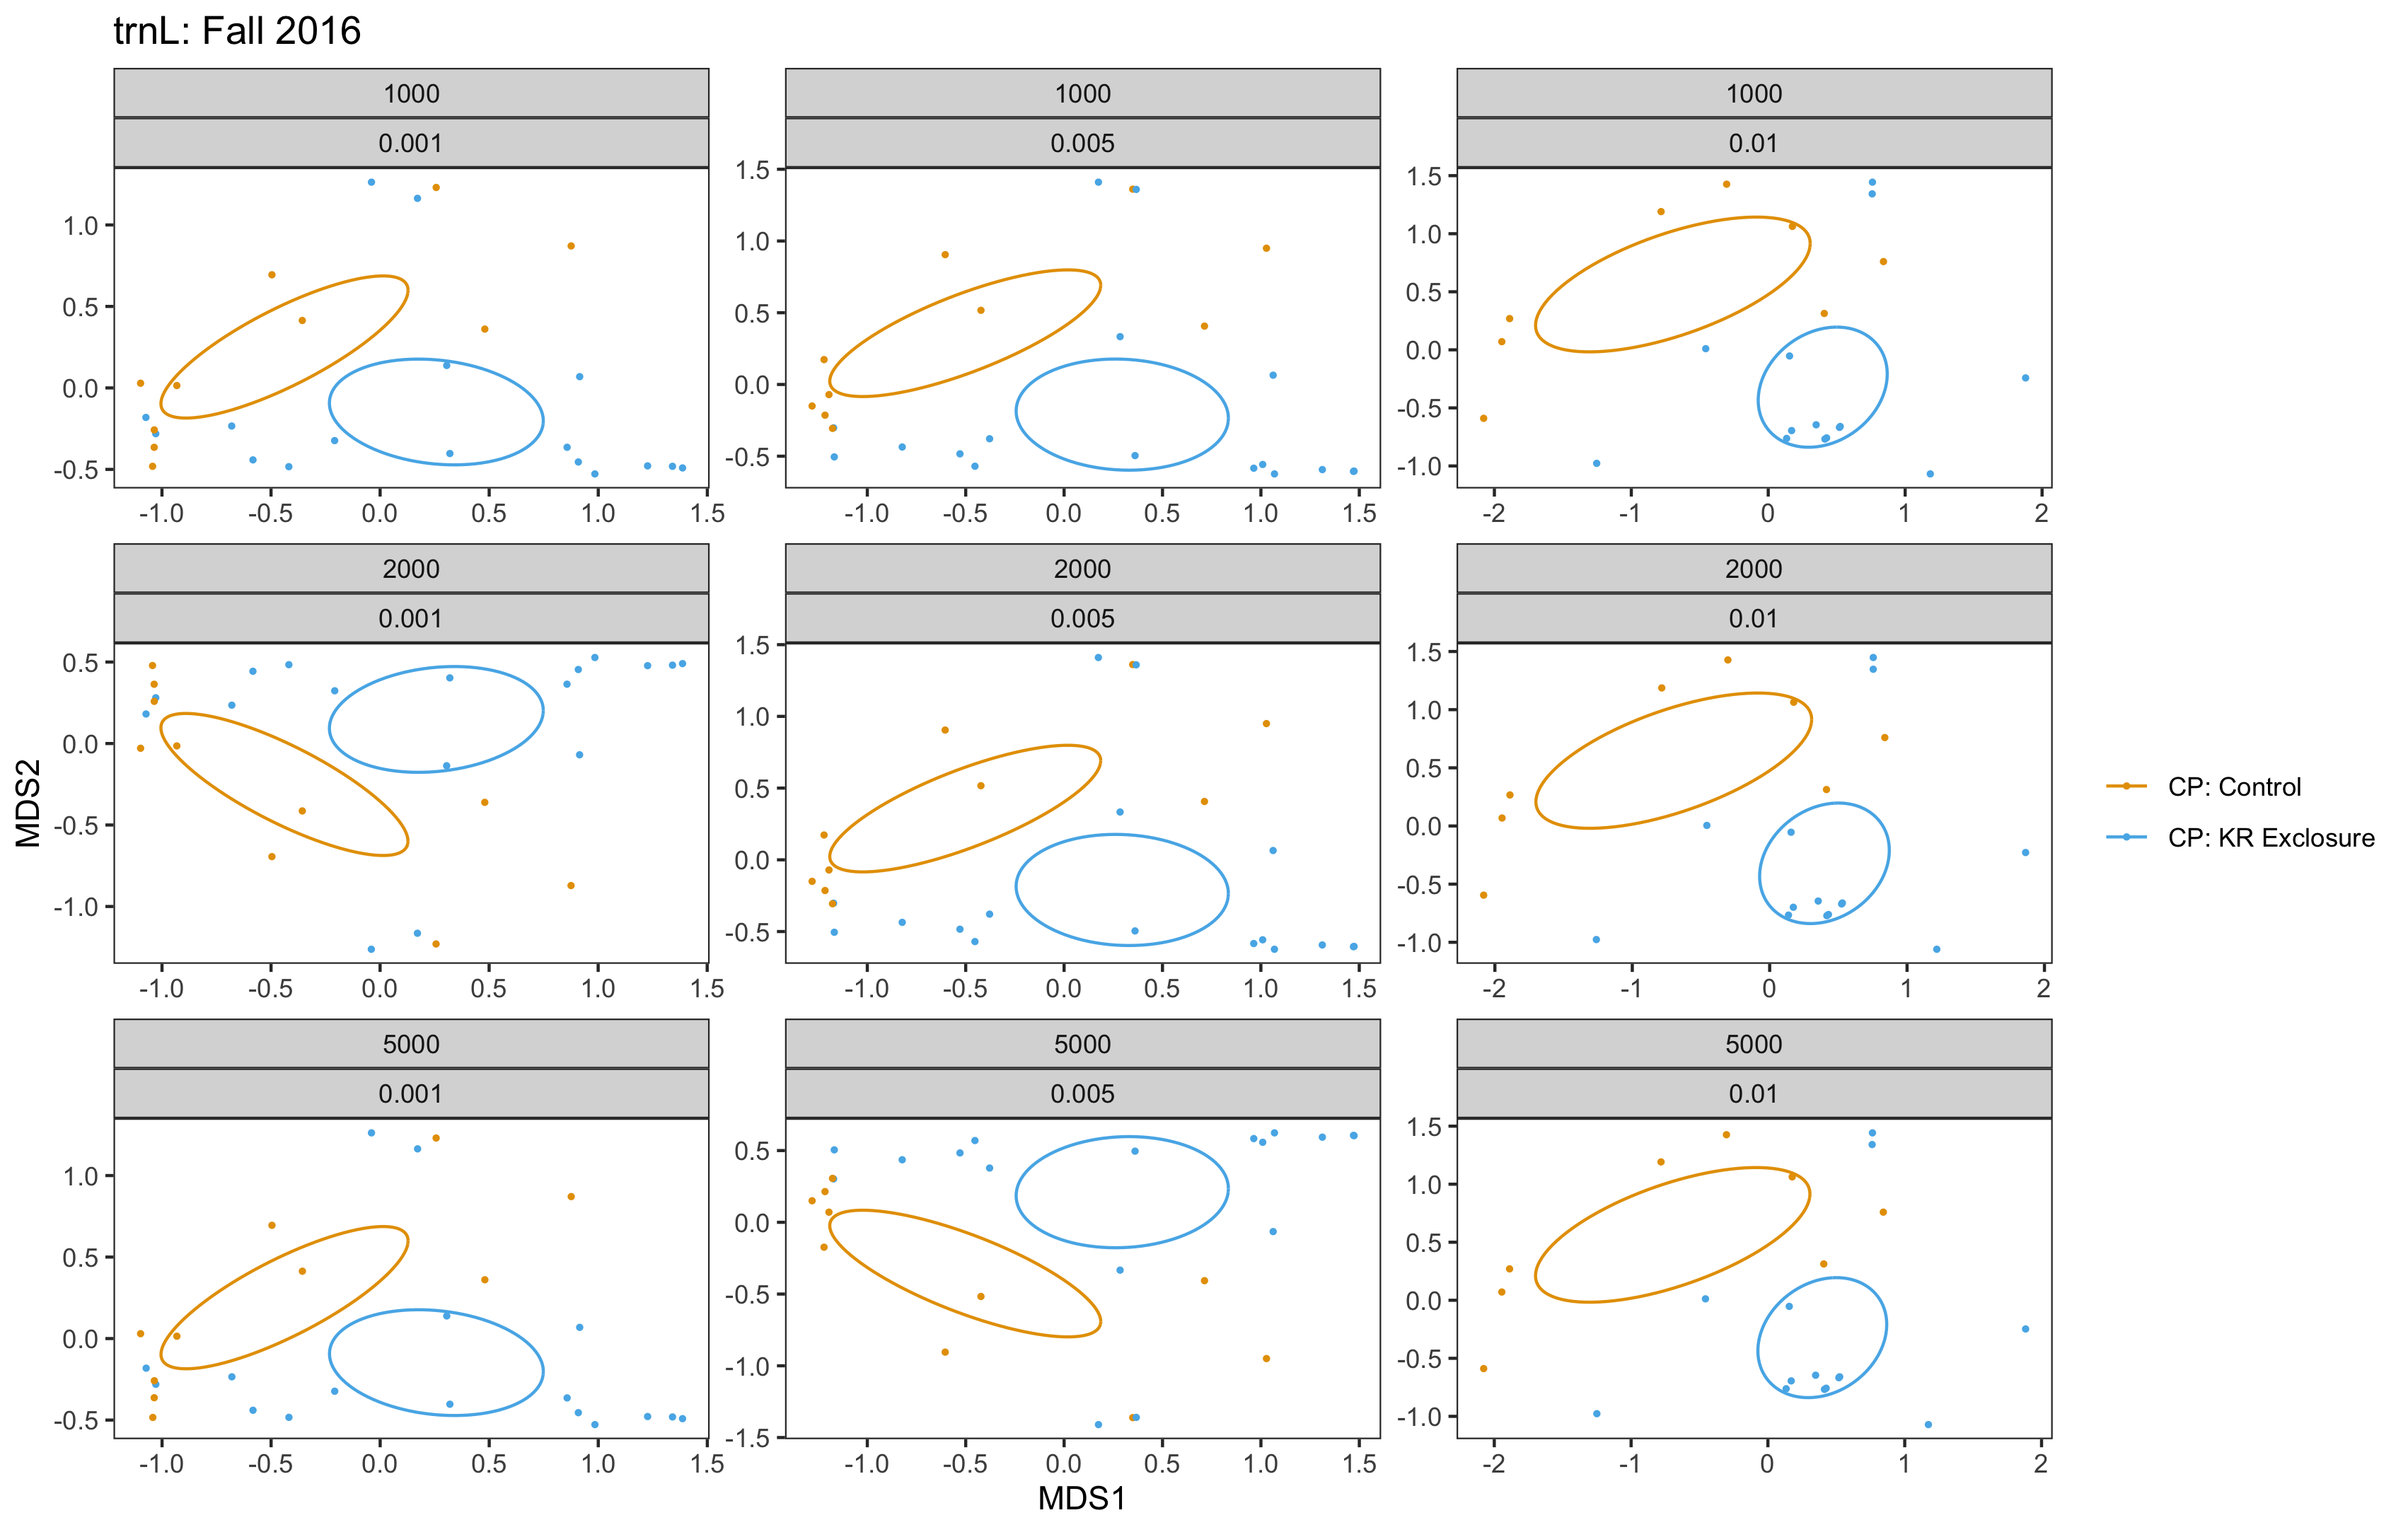 trnL: Fall 2016
1000 1000 1000
0.001 0.005 0.01
1.0 0.5 0.0 -0.5
1.5 1.0 0.5 0.0 -0.5
1.5 1.0 0.5 0.0 -0.5 -1.0
-1.0 -0.5 0.0 0.5 1.0 1.5
-1.0 -0.5 0.0 0.5 1.0 1.5
-2 -1 0 1 2
2000 2000 2000
0.001 0.005 0.01
0.5 0.0 -0.5 -1.0
1.5 1.0 0.5 0.0 -0.5
1.5 1.0 0.5 0.0 -0.5 -1.0
-1.0 -0.5 0.0 0.5 1.0 1.5
-1.0 -0.5 0.0 0.5 1.0 1.5
-2 -1 0 1 2
5000 5000 5000
0.001 0.005 0.01
1.0 0.5 0.0 -0.5
0.5 0.0 -0.5 -1.0 -1.5
1.5 1.0 0.5 0.0 -0.5 -1.0
-1.0 -0.5 0.0 0.5 1.0 1.5
-1.0 -0.5 0.0 0.5 1.0 1.5
-2 -1 0 1 2
MDS2
MDS1
CP: Control
CP: KR Exclosure